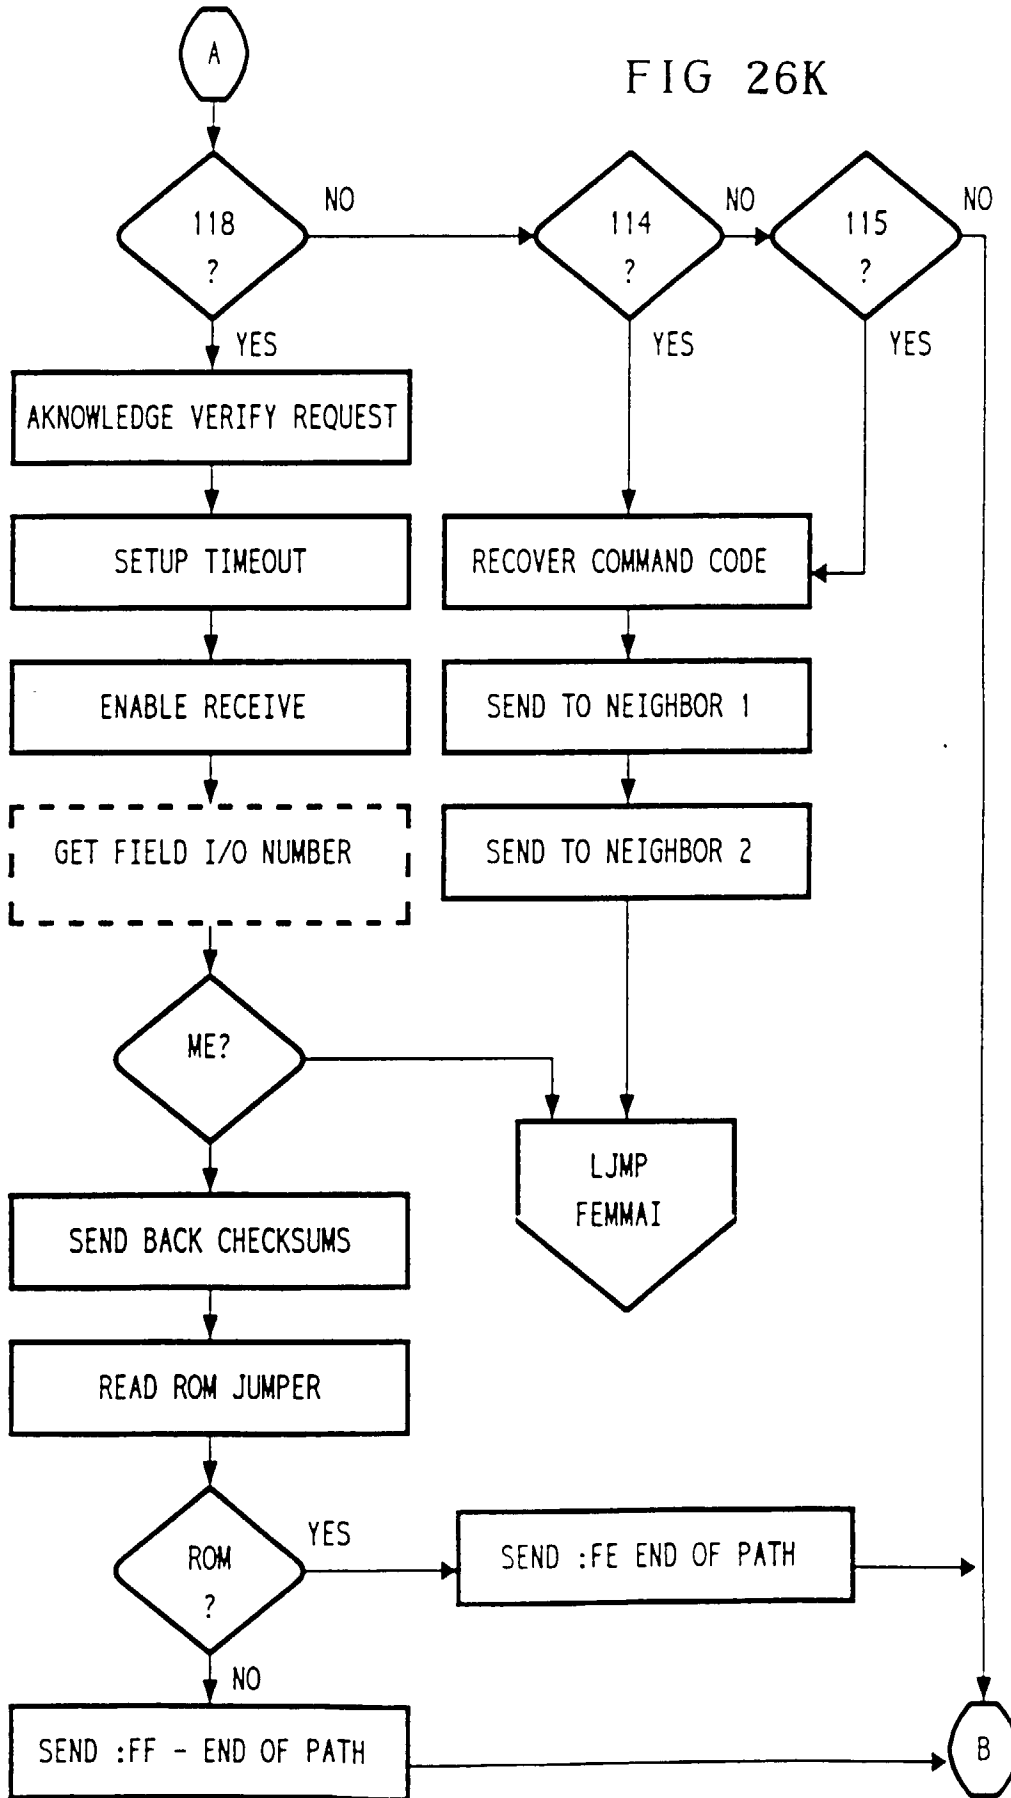 A
FIG 26K
118
?
NO
114
?
NO
115
?
NO
YES
YES
YES
AKNOWLEDGE VERIFY REQUEST
SETUP TIMEOUT
RECOVER COMMAND CODE
ENABLE RECEIVE
SEND TO NEIGHBOR 1
GET FIELD I/O NUMBER
SEND TO NEIGHBOR 2
ME?
LJMP
FEMMAI
SEND BACK CHECKSUMS
READ ROM JUMPER
ROM
?
YES
SEND :FE END OF PATH
NO
SEND :FF - END OF PATH
B